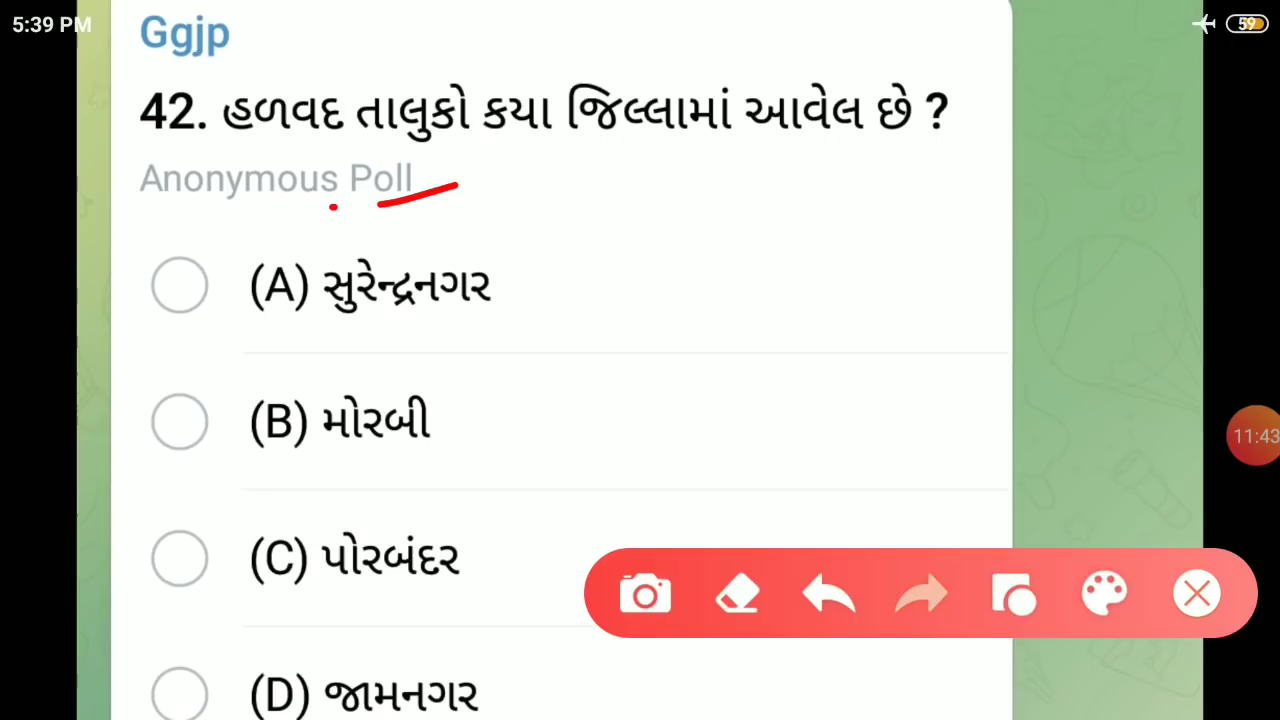 5:39 PM
59
Ggjp
42. હળવદ તાલુકો કયા જિલ્લામાં આવેલ છે ?
Anonymous Poll
(A) સુરેન્દ્રનગર
(B) મોરબી
11:43
(C) પોરબંદર
(D) જામનગર